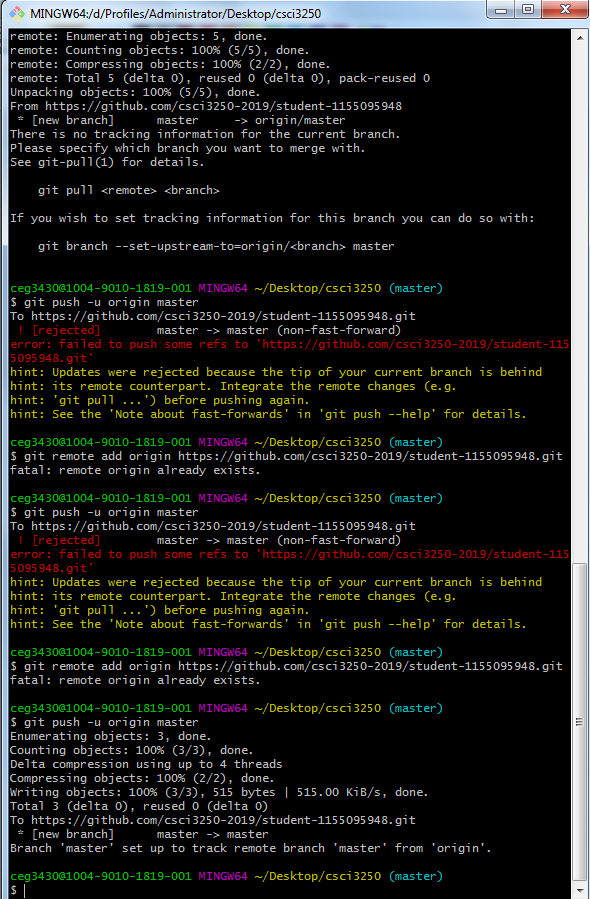 MINGW64:/d/Profiles/Administrator/Desktop/csci3250
remote: Enumerating objects: 5, done.
remote: Counting objects: 100% (5/5), done.
remote: Compressing objects: 100% (2/2), done.
remote: Total 5 (delta 0), reused 0 (delta 0), pack-reused 0
Unpacking objects: 100% (5/5), done.
From https://github.com/csci3250-2019/student-1155095948
 * [new branch]      master     -> origin/master
There is no tracking information for the current branch.
Please specify which branch you want to merge with.
See git-pull(1) for details.

    git pull <remote> <branch>

If you wish to set tracking information for this branch you can do so with:

    git branch --set-upstream-to=origin/<branch> master


ceg3430@1004-9010-1819-001 MINGW64 ~/Desktop/csci3250 (master)
$ git push -u origin master
To https://github.com/csci3250-2019/student-1155095948.git
 ! [rejected]        master -> master (non-fast-forward)
error: failed to push some refs to 'https://github.com/csci3250-2019/student-115
5095948.git'
hint: Updates were rejected because the tip of your current branch is behind
hint: its remote counterpart. Integrate the remote changes (e.g.
hint: 'git pull ...') before pushing again.
hint: See the 'Note about fast-forwards' in 'git push --help' for details.

ceg3430@1004-9010-1819-001 MINGW64 ~/Desktop/csci3250 (master)
$ git remote add origin https://github.com/csci3250-2019/student-1155095948.git
fatal: remote origin already exists.

ceg3430@1004-9010-1819-001 MINGW64 ~/Desktop/csci3250 (master)
$ git push -u origin master
To https://github.com/csci3250-2019/student-1155095948.git
 ! [rejected]        master -> master (non-fast-forward)
error: failed to push some refs to 'https://github.com/csci3250-2019/student-115
5095948.git'
hint: Updates were rejected because the tip of your current branch is behind
hint: its remote counterpart. Integrate the remote changes (e.g.
hint: 'git pull ...') before pushing again.
hint: See the 'Note about fast-forwards' in 'git push --help' for details.

ceg3430@1004-9010-1819-001 MINGW64 ~/Desktop/csci3250 (master)
$ git remote add origin https://github.com/csci3250-2019/student-1155095948.git
fatal: remote origin already exists.

ceg3430@1004-9010-1819-001 MINGW64 ~/Desktop/csci3250 (master)
$ git push -u origin master
Enumerating objects: 3, done.
Counting objects: 100% (3/3), done.
Delta compression using up to 4 threads
Compressing objects: 100% (2/2), done.
Writing objects: 100% (3/3), 515 bytes | 515.00 KiB/s, done.
Total 3 (delta 0), reused 0 (delta 0)
To https://github.com/csci3250-2019/student-1155095948.git
 * [new branch]      master -> master
Branch 'master' set up to track remote branch 'master' from 'origin'.

ceg3430@1004-9010-1819-001 MINGW64 ~/Desktop/csci3250 (master)
$